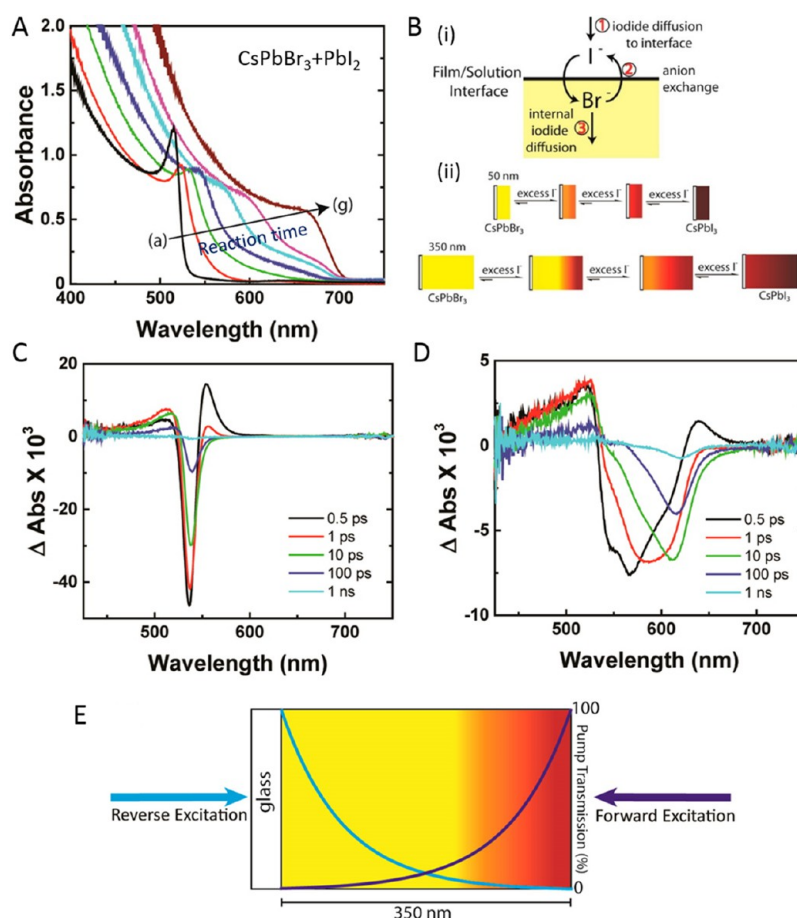 A
CsPbBr₃+PbI₂
Absorbance
2.0
1.5
1.0
0.5
0.0
(a)
(g)
Reaction time
400
500
600
700
Wavelength (nm)
B
(i)
① iodide diffusion
to interface
I⁻
②
anion
exchange
Film/Solution
Interface
Br⁻
internal
iodide
diffusion
③
(ii)
50 nm
excess I⁻
excess I⁻
excess I⁻
CsPbBr₃
CsPbI₃
350 nm
excess I⁻
excess I⁻
excess I⁻
CsPbBr₃
CsPbI₃
C
Δ Abs X 10³
20
0
-20
-40
0.5 ps
1 ps
10 ps
100 ps
1 ns
500
600
700
Wavelength (nm)
D
Δ Abs X 10³
5
0
-5
-10
0.5 ps
1 ps
10 ps
100 ps
1 ns
500
600
700
Wavelength (nm)
E
glass
100
Pump Transmission (%)
0
Reverse Excitation
Forward Excitation
350 nm